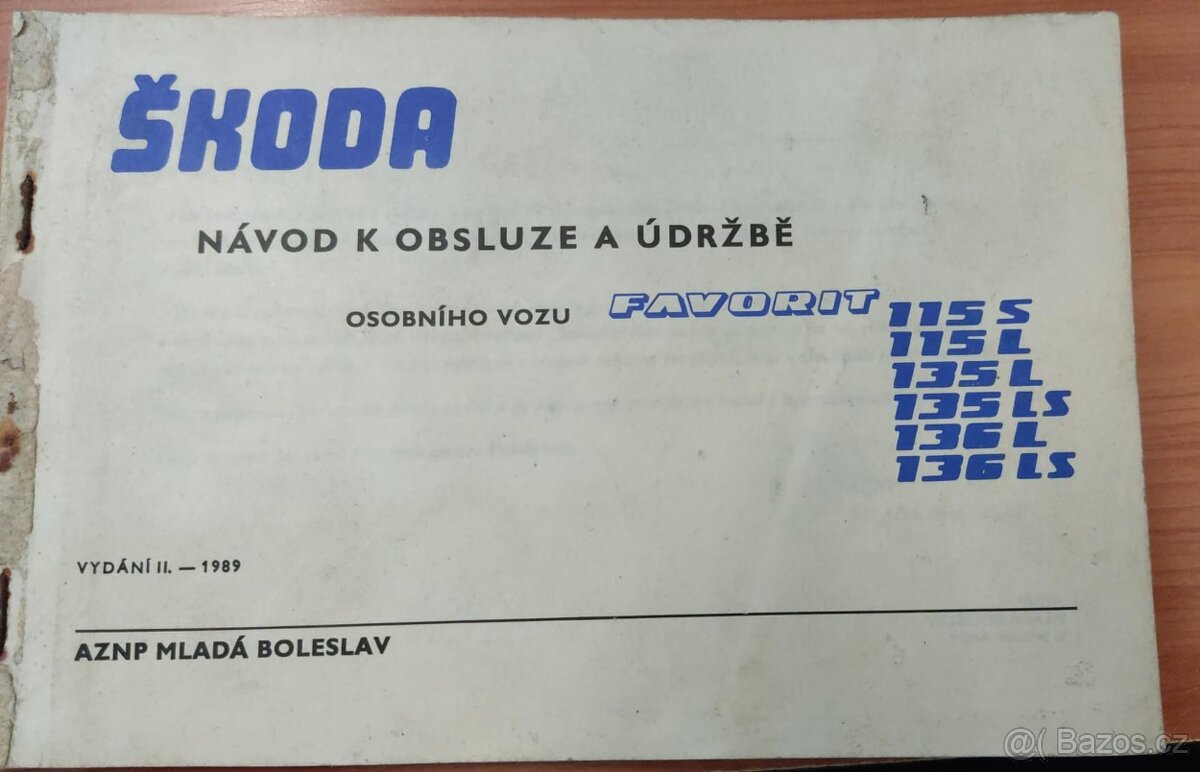 ŠKODA
NÁVOD K OBSLUZE A ÚDRŽBĚ
OSOBNÍHO VOZU FAVORIT 115 S
115 L
135 L
135 LS
136 L
136 LS
VYDÁNÍ II. — 1989
AZNP MLADÁ BOLESLAV
@( Bazos.cz